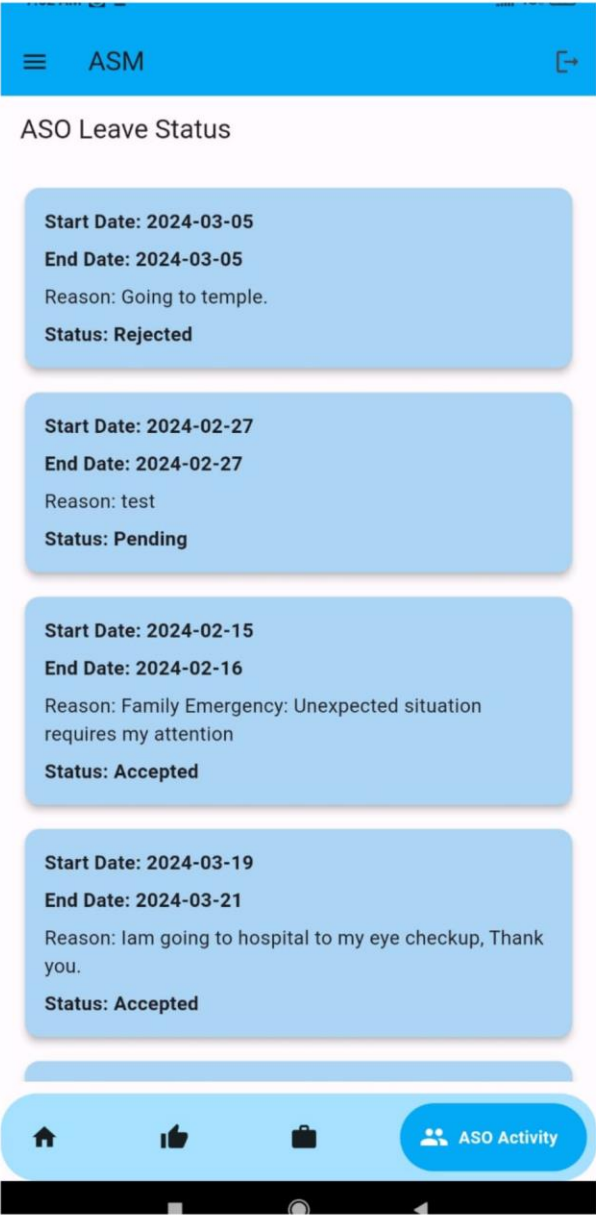 ASM
ASO Leave Status
Start Date: 2024-03-05
End Date: 2024-03-05
Reason: Going to temple.
Status: Rejected
Start Date: 2024-02-27
End Date: 2024-02-27
Reason: test
Status: Pending
Start Date: 2024-02-15
End Date: 2024-02-16
Reason: Family Emergency: Unexpected situation
requires my attention
Status: Accepted
Start Date: 2024-03-19
End Date: 2024-03-21
Reason: Iam going to hospital to my eye checkup, Thank
you.
Status: Accepted
ASO Activity